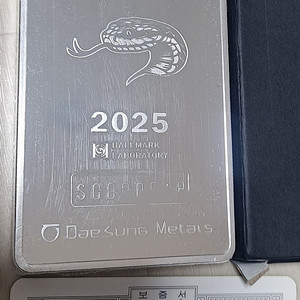 2025
HALLMARK
LABORATORY
DaeSung Metals
보증서